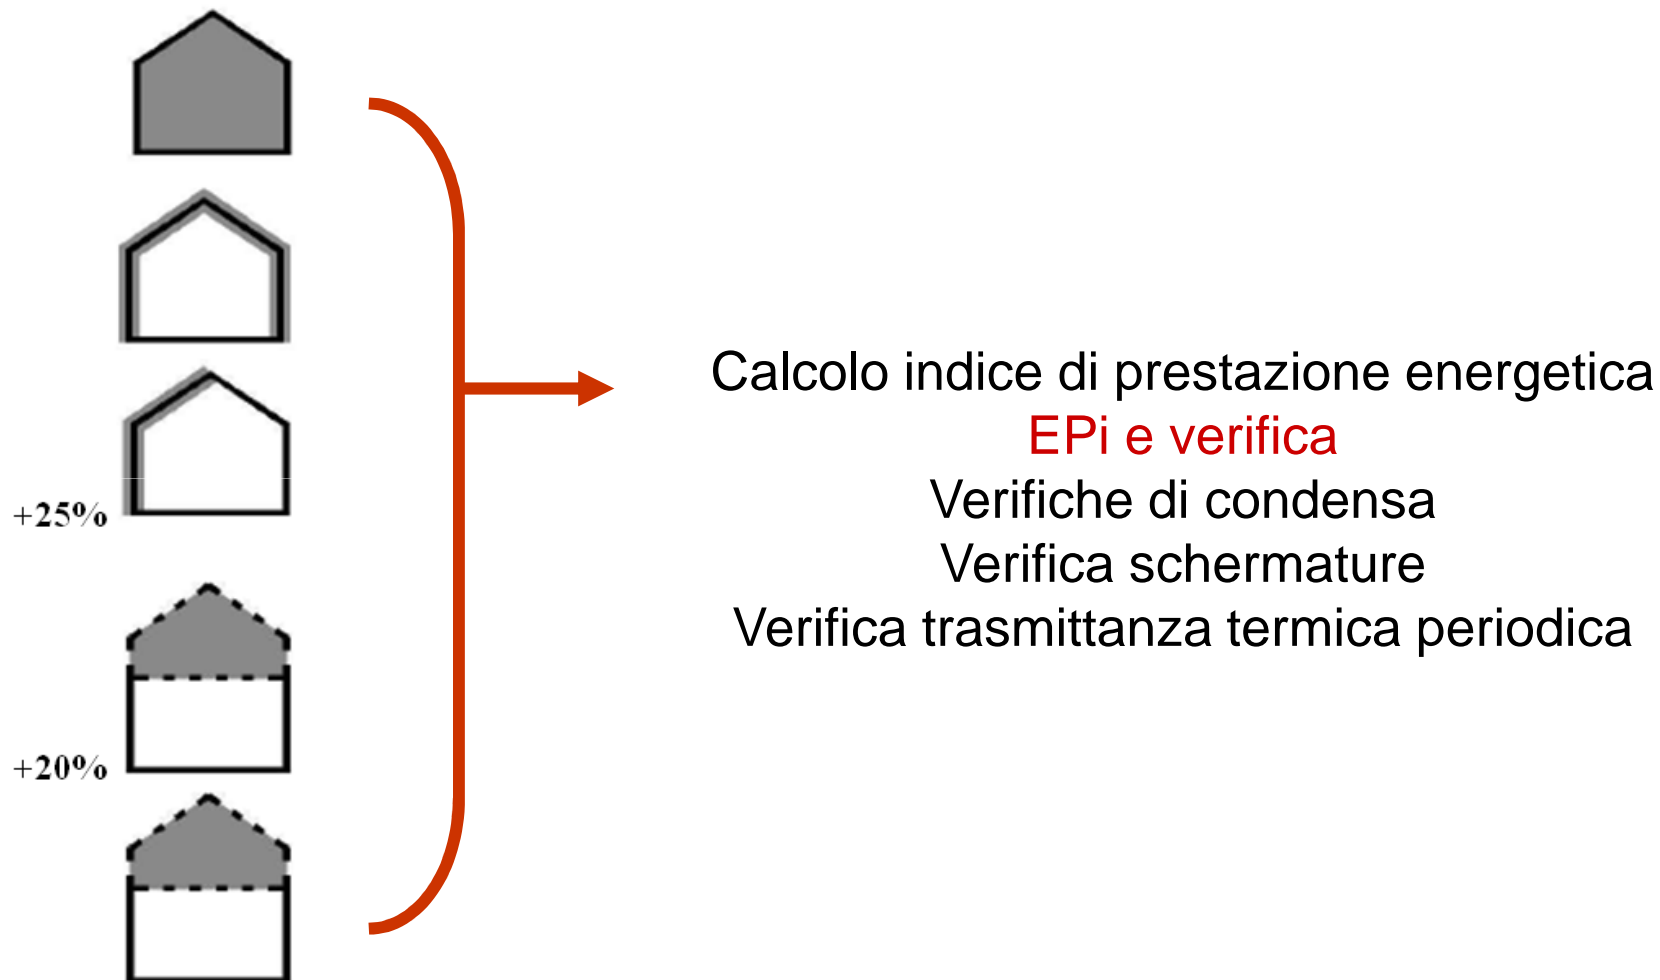 +25%
+20%
Calcolo indice di prestazione energetica
EPi e verifica
Verifiche di condensa
Verifica schermature
Verifica trasmittanza termica periodica